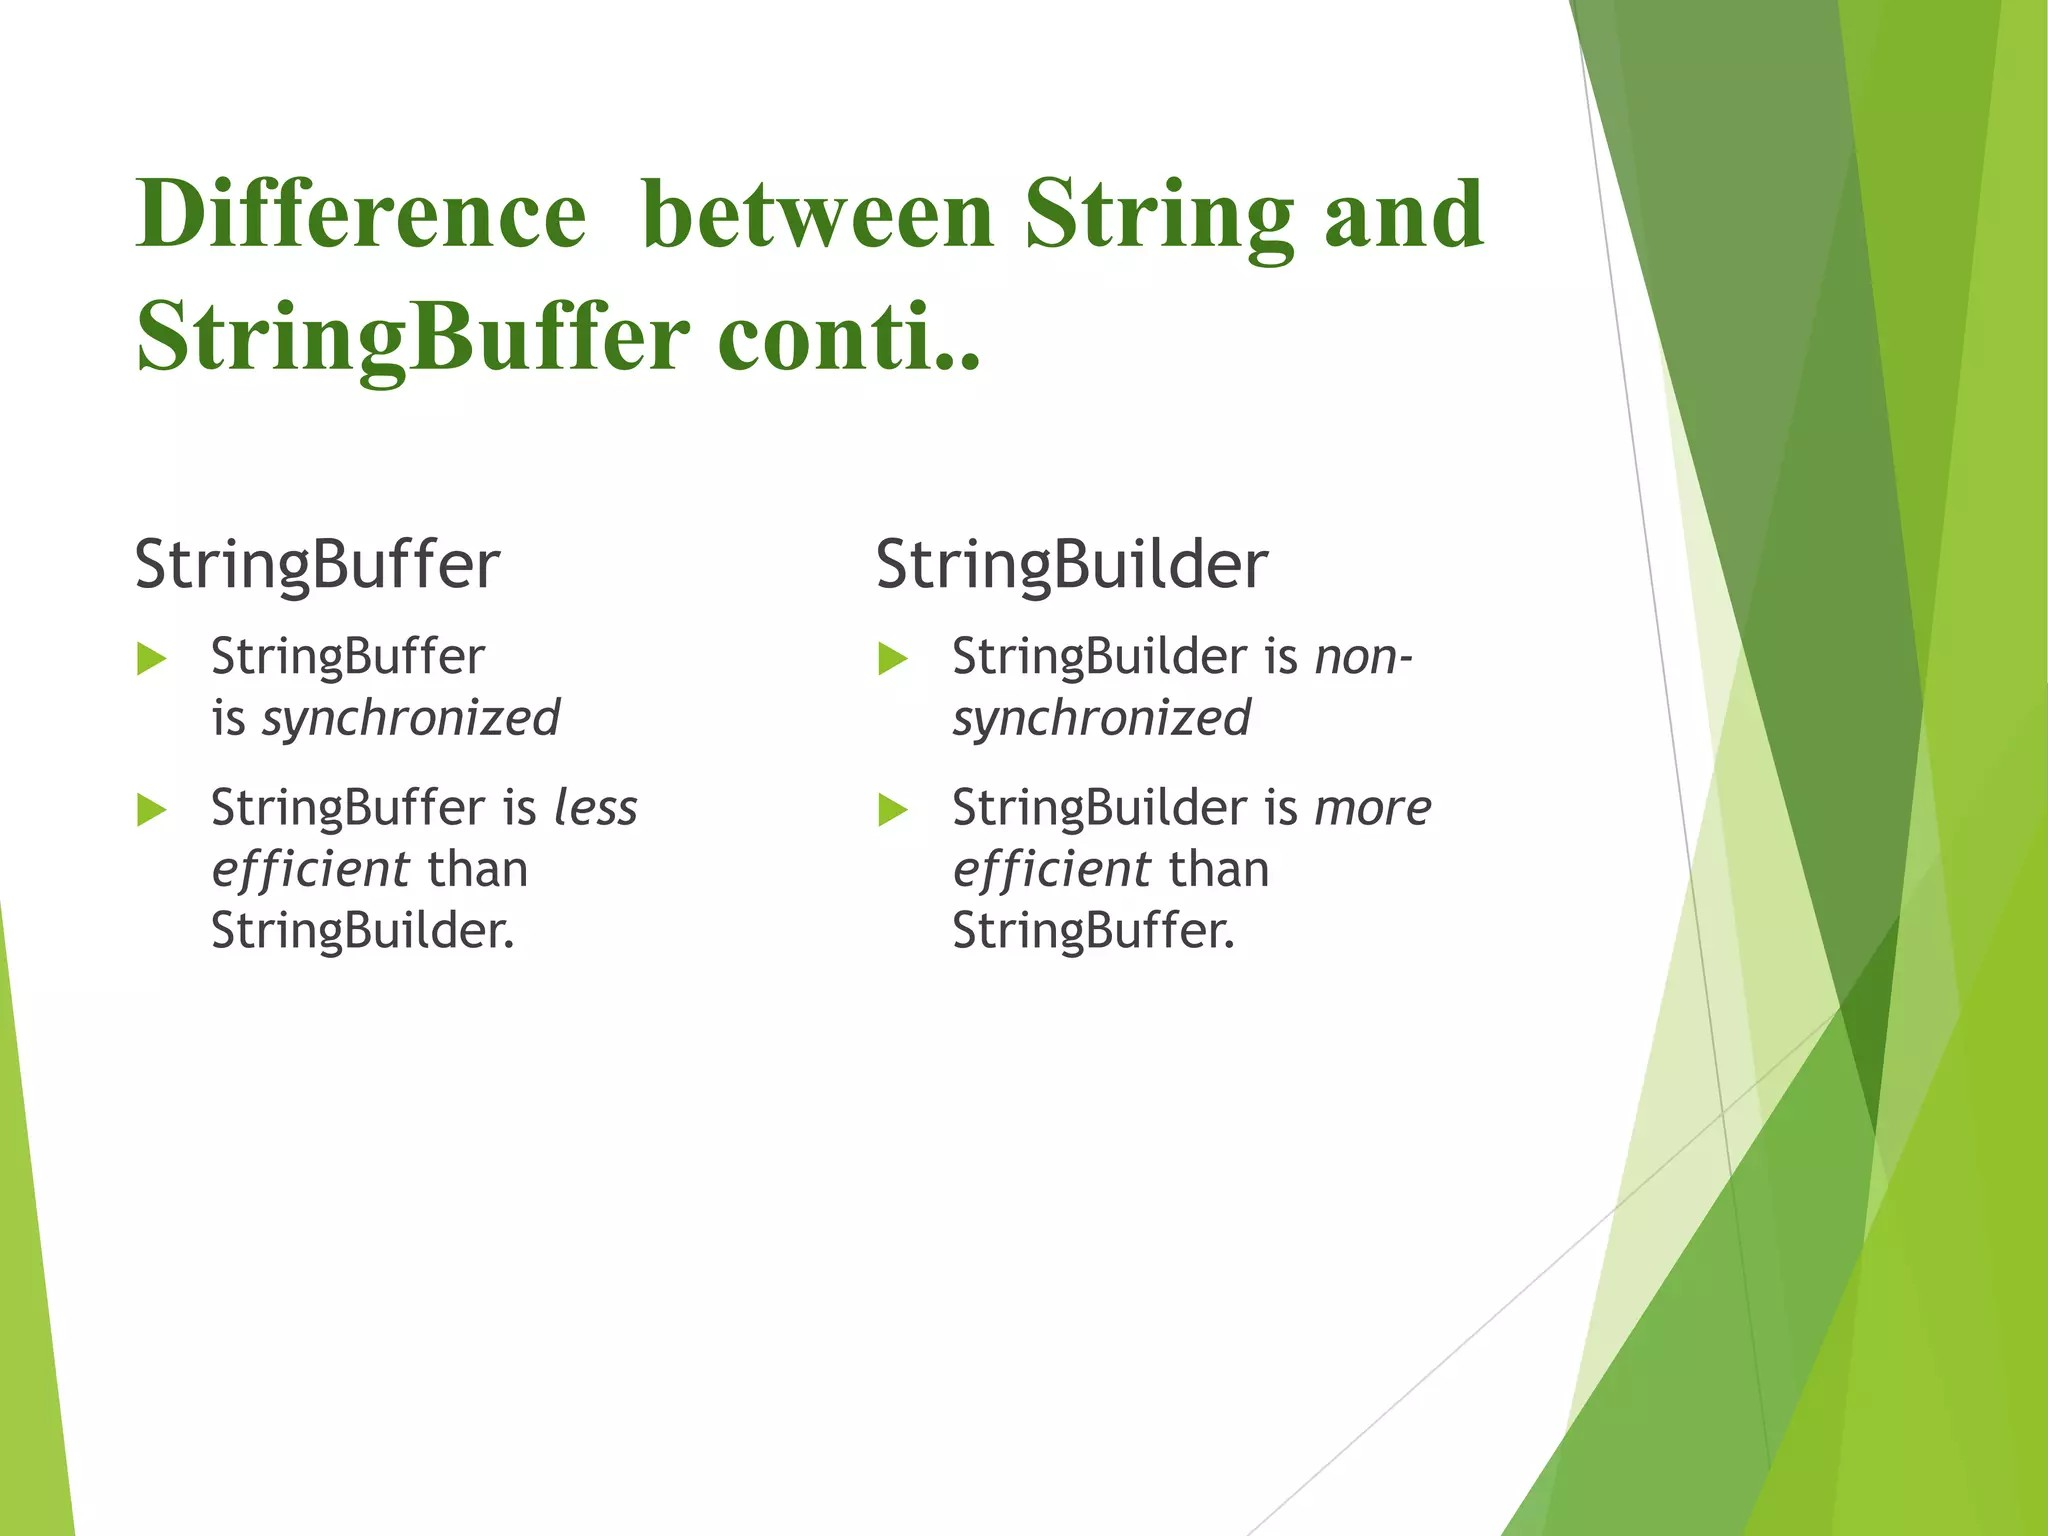 Difference  between String and
StringBuffer conti..
StringBuffer
StringBuffer
is synchronized
StringBuffer is less
efficient than
StringBuilder.
StringBuilder
StringBuilder is non-
synchronized
StringBuilder is more
efficient than
StringBuffer.